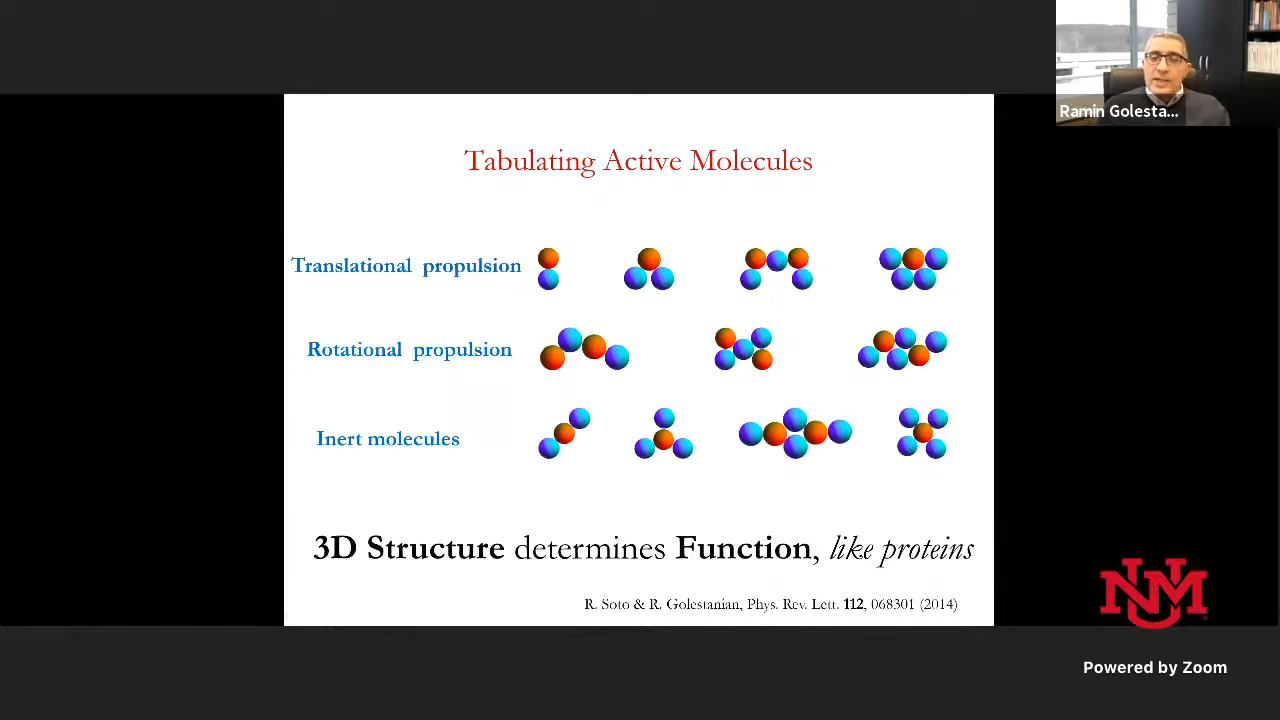 Ramin Golesta...
Tabulating Active Molecules
Translational propulsion
Rotational propulsion
Inert molecules
3D Structure determines Function, like proteins
R. Soto & R. Golestanian, Phys. Rev. Lett. 112, 068301 (2014)
UNM
Powered by Zoom